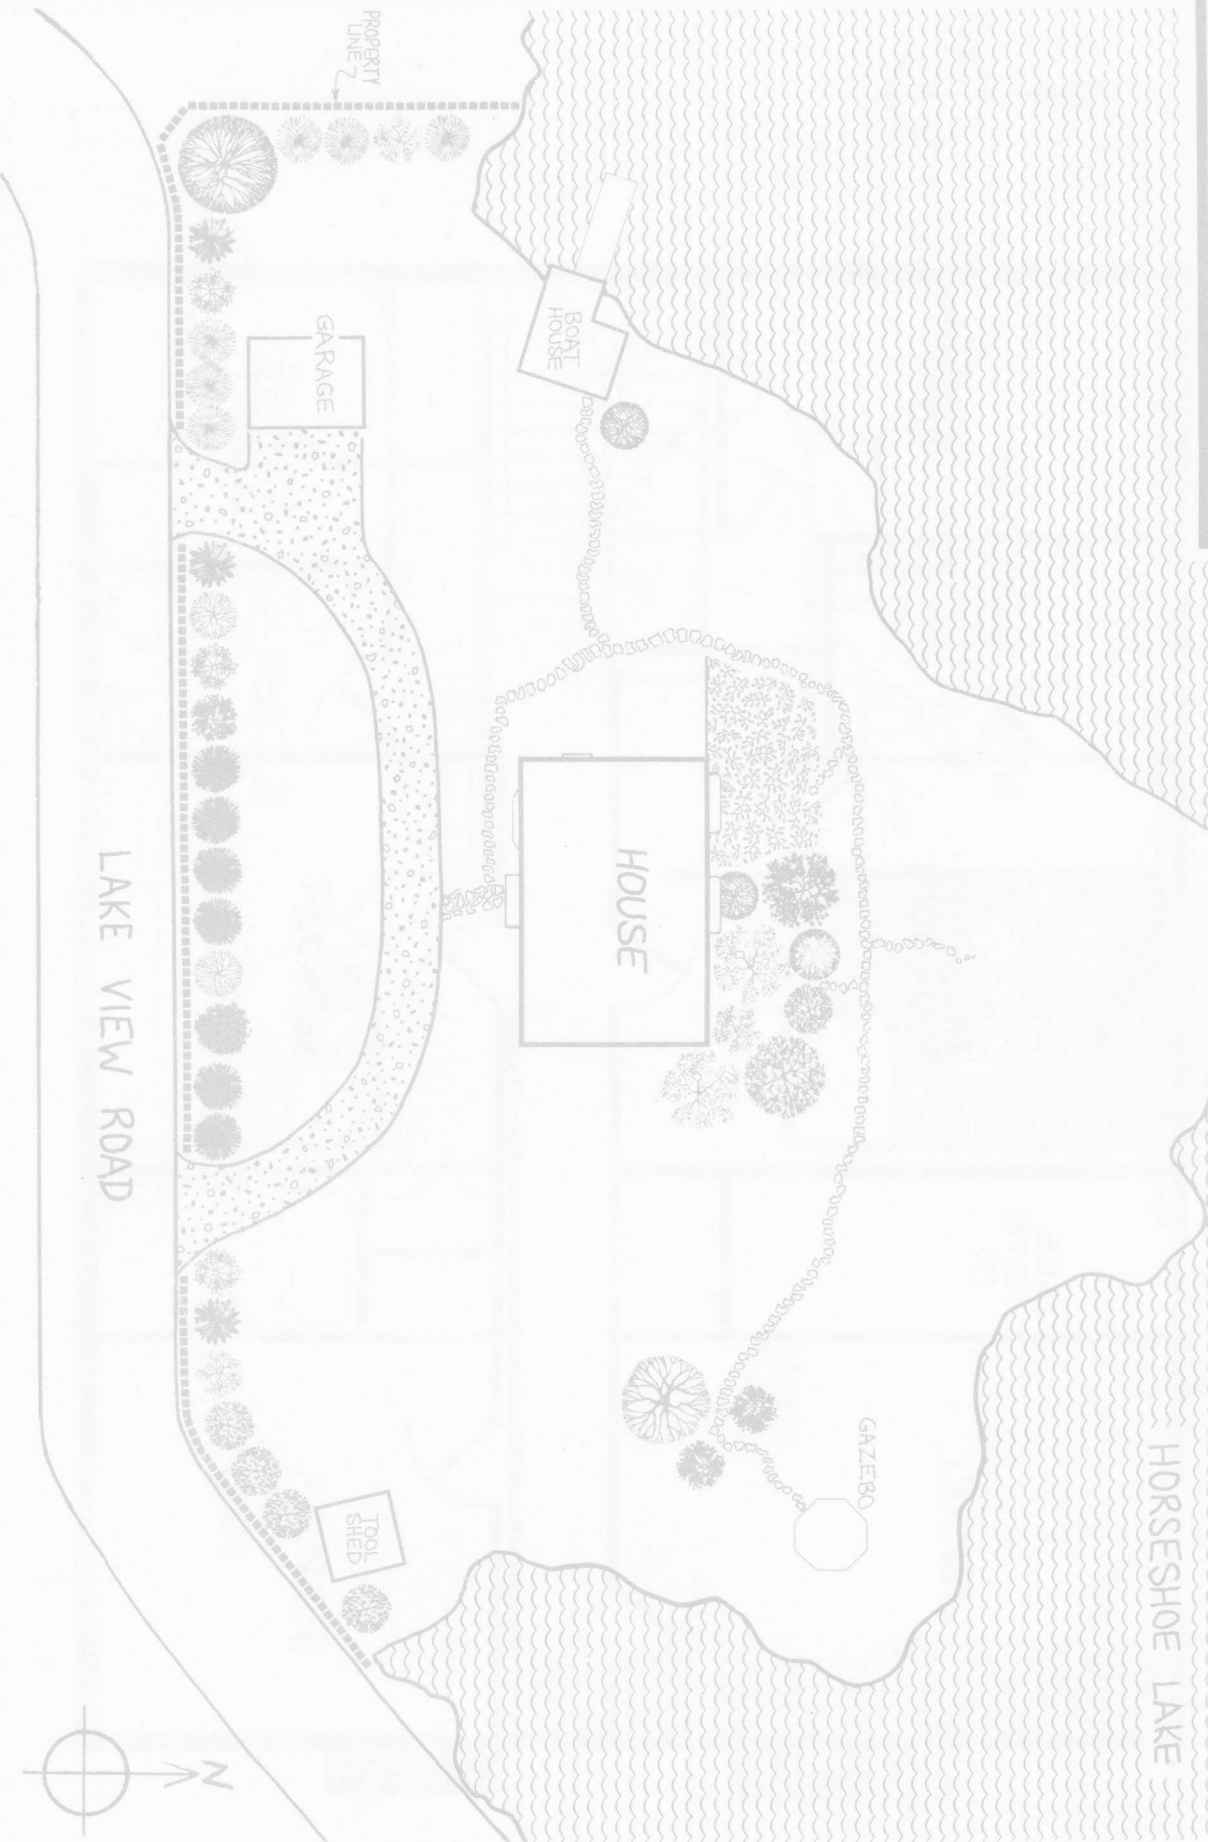 PROPERTY
LINE
GARAGE
BOAT
HOUSE
HOUSE
LAKE VIEW ROAD
GAZEBO
TOOL
SHED
HORSESHOE LAKE
N